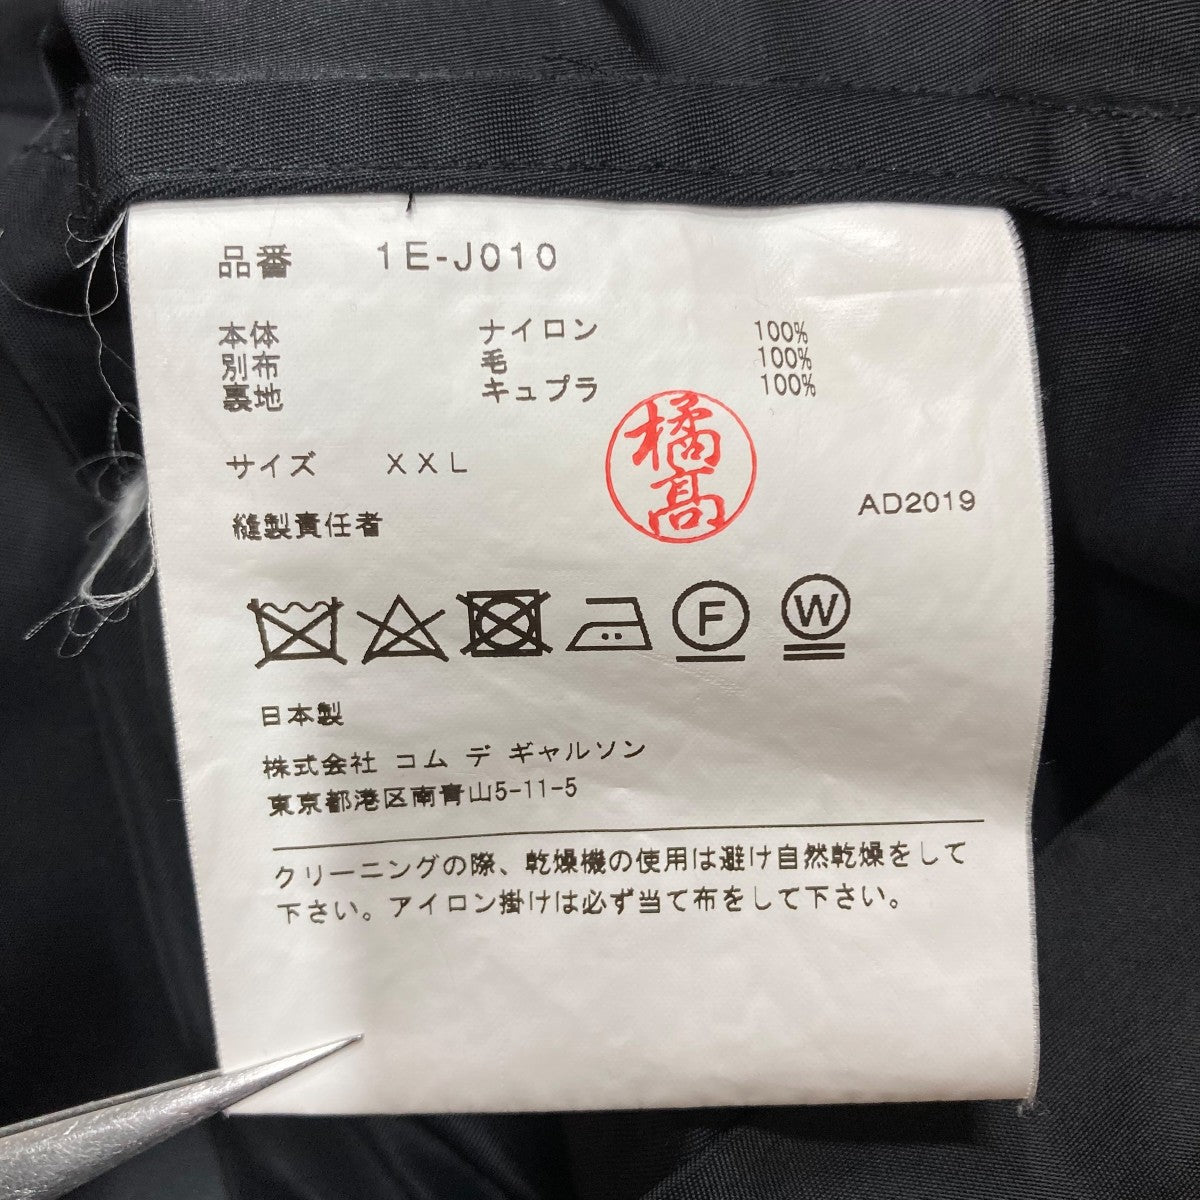 品番 1E-J010
本体 ナイロン 100%
別布 毛 100%
裏地 キュプラ 100%
サイズ XXL
橘高
縫製責任者
AD2019
F W
日本製
株式会社 コム デ ギャルソン
東京都港区南青山5-11-5
クリーニングの際、乾燥機の使用は避け自然乾燥をして
下さい。アイロン掛けは必ず当て布をして下さい。